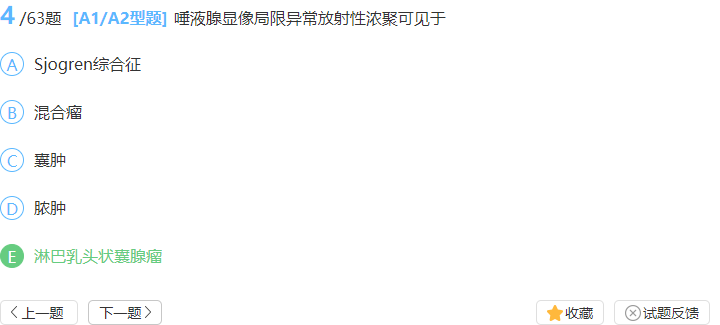 4/63题 [A1/A2型题] 唾液腺显像局限异常放射性浓聚可见于
A Sjogren综合征
B 混合瘤
C 囊肿
D 脓肿
E 淋巴乳头状囊腺瘤
上一题 下一题 收藏 试题反馈